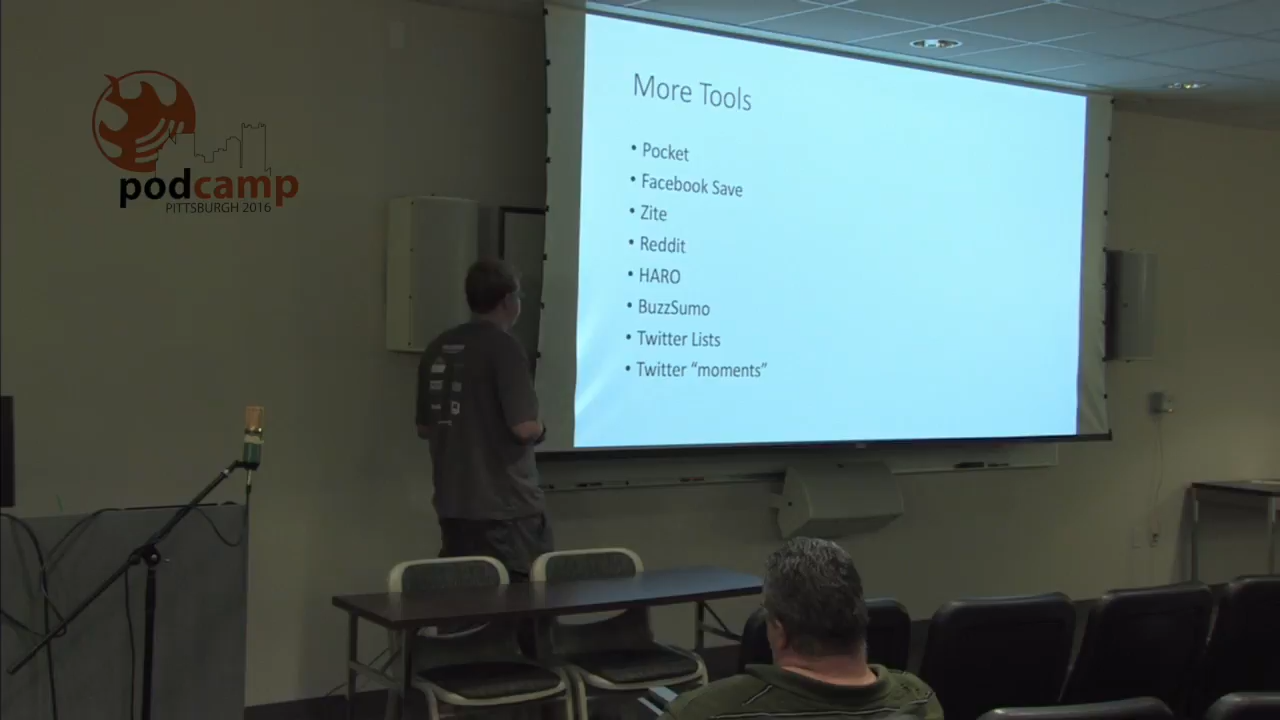 podcamp
PITTSBURGH 2016
More Tools
• Pocket
• Facebook Save
• Zite
• Reddit
• HARO
• BuzzSumo
• Twitter Lists
• Twitter “moments”